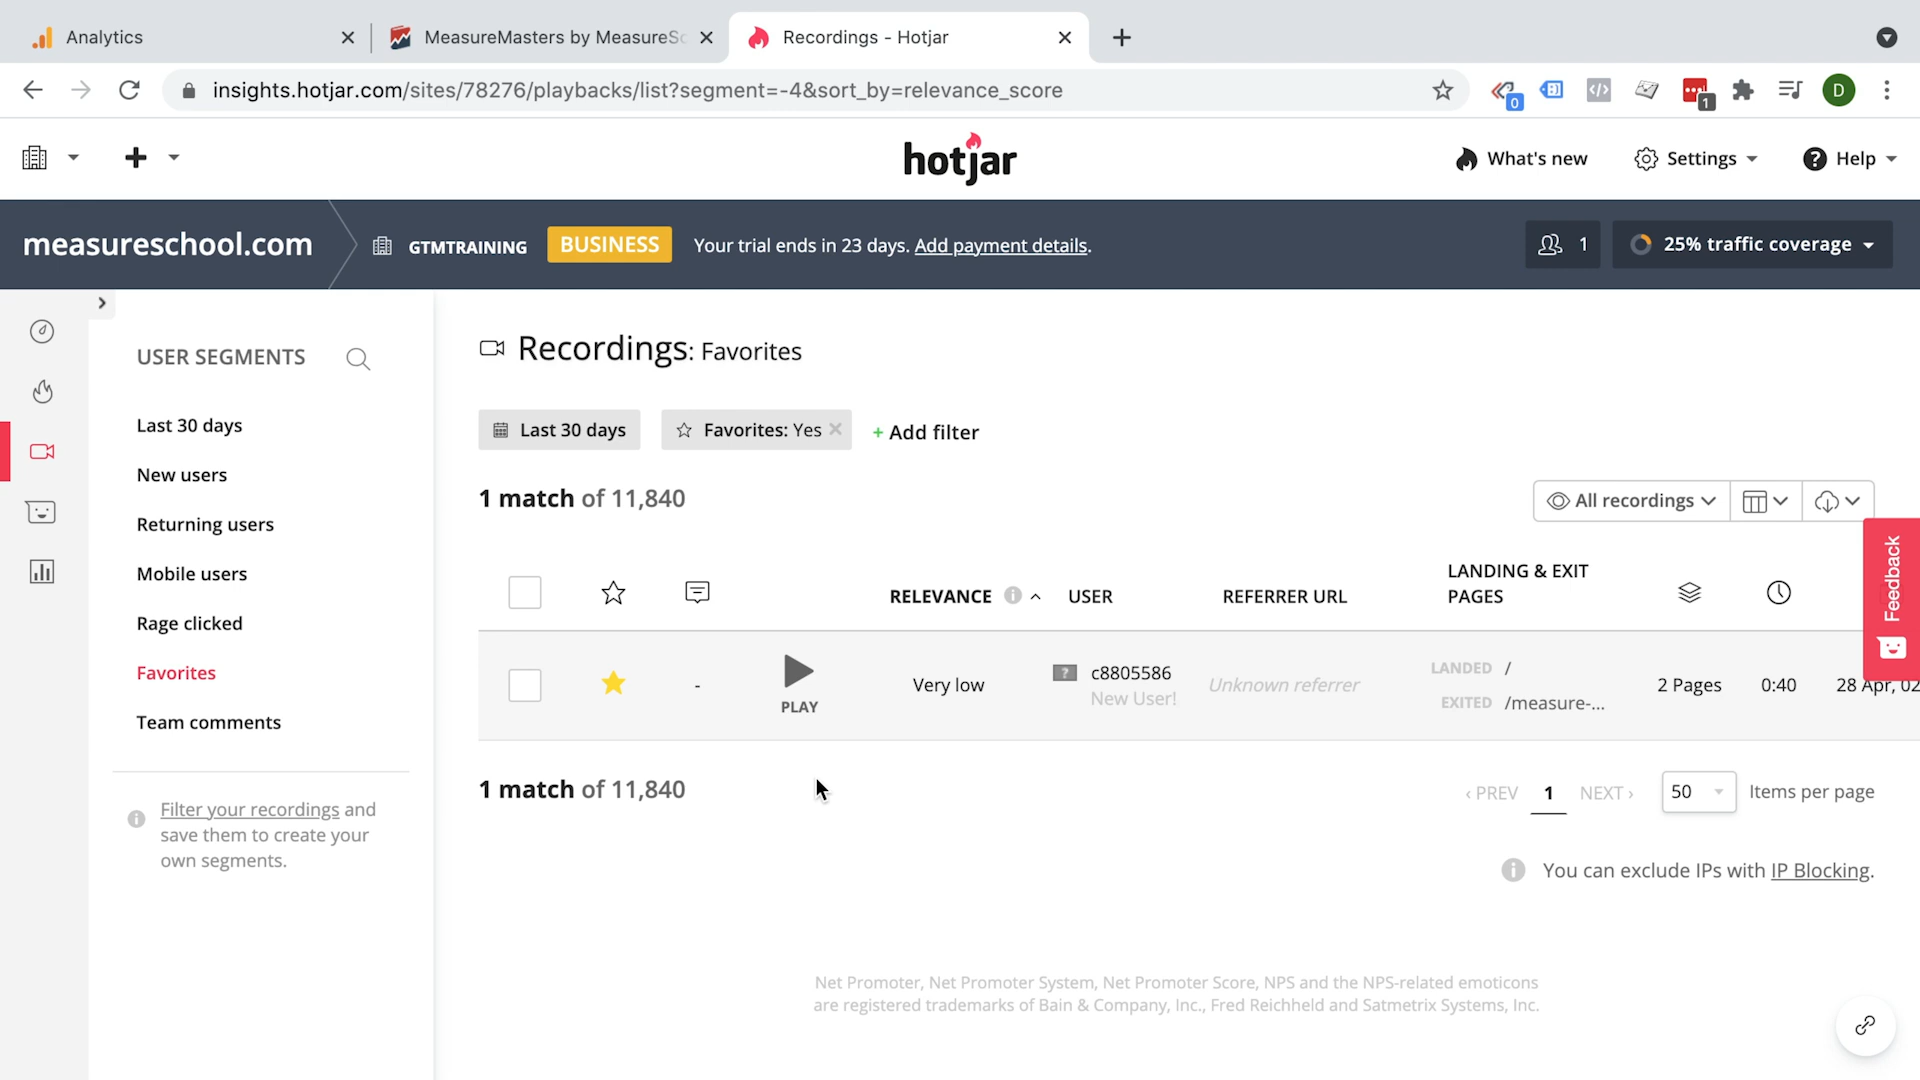 Analytics
MeasureMasters by MeasureSc
Recordings - Hotjar
insights.hotjar.com/sites/78276/playbacks/list?segment=-4&sort_by=relevance_score
0
1
D
hotjar
What's new
Settings
? Help
measureschool.com
GTMTRAINING
BUSINESS
Your trial ends in 23 days. Add payment details.
1
25% traffic coverage
USER SEGMENTS
Last 30 days
New users
Returning users
Mobile users
Rage clicked
Favorites
Team comments
Filter your recordings and
save them to create your
own segments.
Recordings: Favorites
Last 30 days
Favorites: Yes
+ Add filter
1 match of 11,840
All recordings
RELEVANCE
USER
REFERRER URL
LANDING & EXIT
PAGES
PLAY
-
Very low
? c8805586
New User!
Unknown referrer
LANDED /
EXITED /measure-...
2 Pages
0:40
28 Apr, 02
Feedback
1 match of 11,840
‹ PREV 1 NEXT ›
50
Items per page
You can exclude IPs with IP Blocking.
Net Promoter, Net Promoter System, Net Promoter Score, NPS and the NPS-related emoticons
are registered trademarks of Bain & Company, Inc., Fred Reichheld and Satmetrix Systems, Inc.